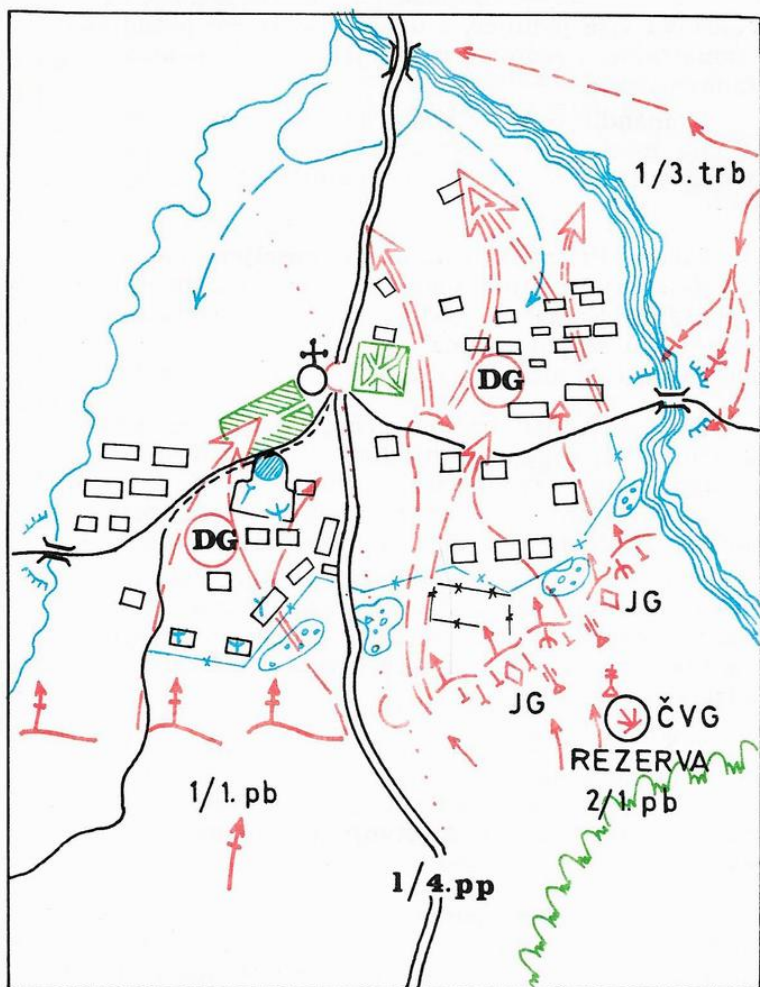 1/3. trb
DG
DG
JG
JG
ČVG
REZERVA
2/1. pb
1/1. pb
1/4. pp